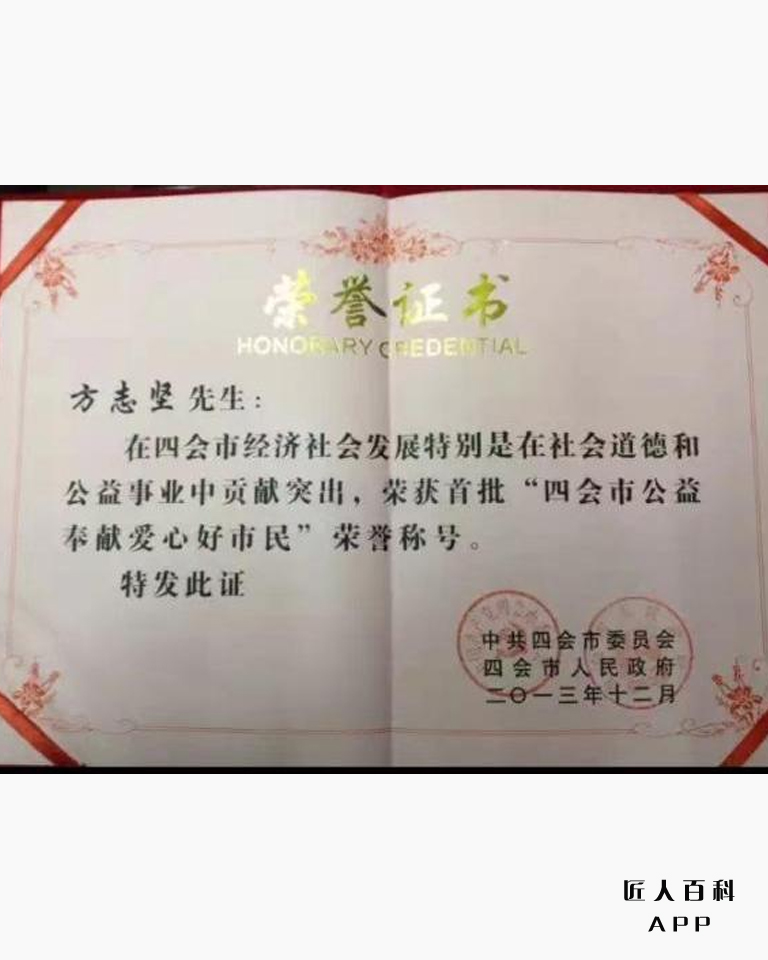 荣誉证书
HONORARY CREDENTIAL
方志坚先生：
在四会市经济社会发展特别是在社会道德和
公益事业中贡献突出，荣获首批“四会市公益
奉献爱心好市民”荣誉称号。
特发此证
中共四会市委员会
四会市人民政府
二〇一三年十二月
匠人百科
APP